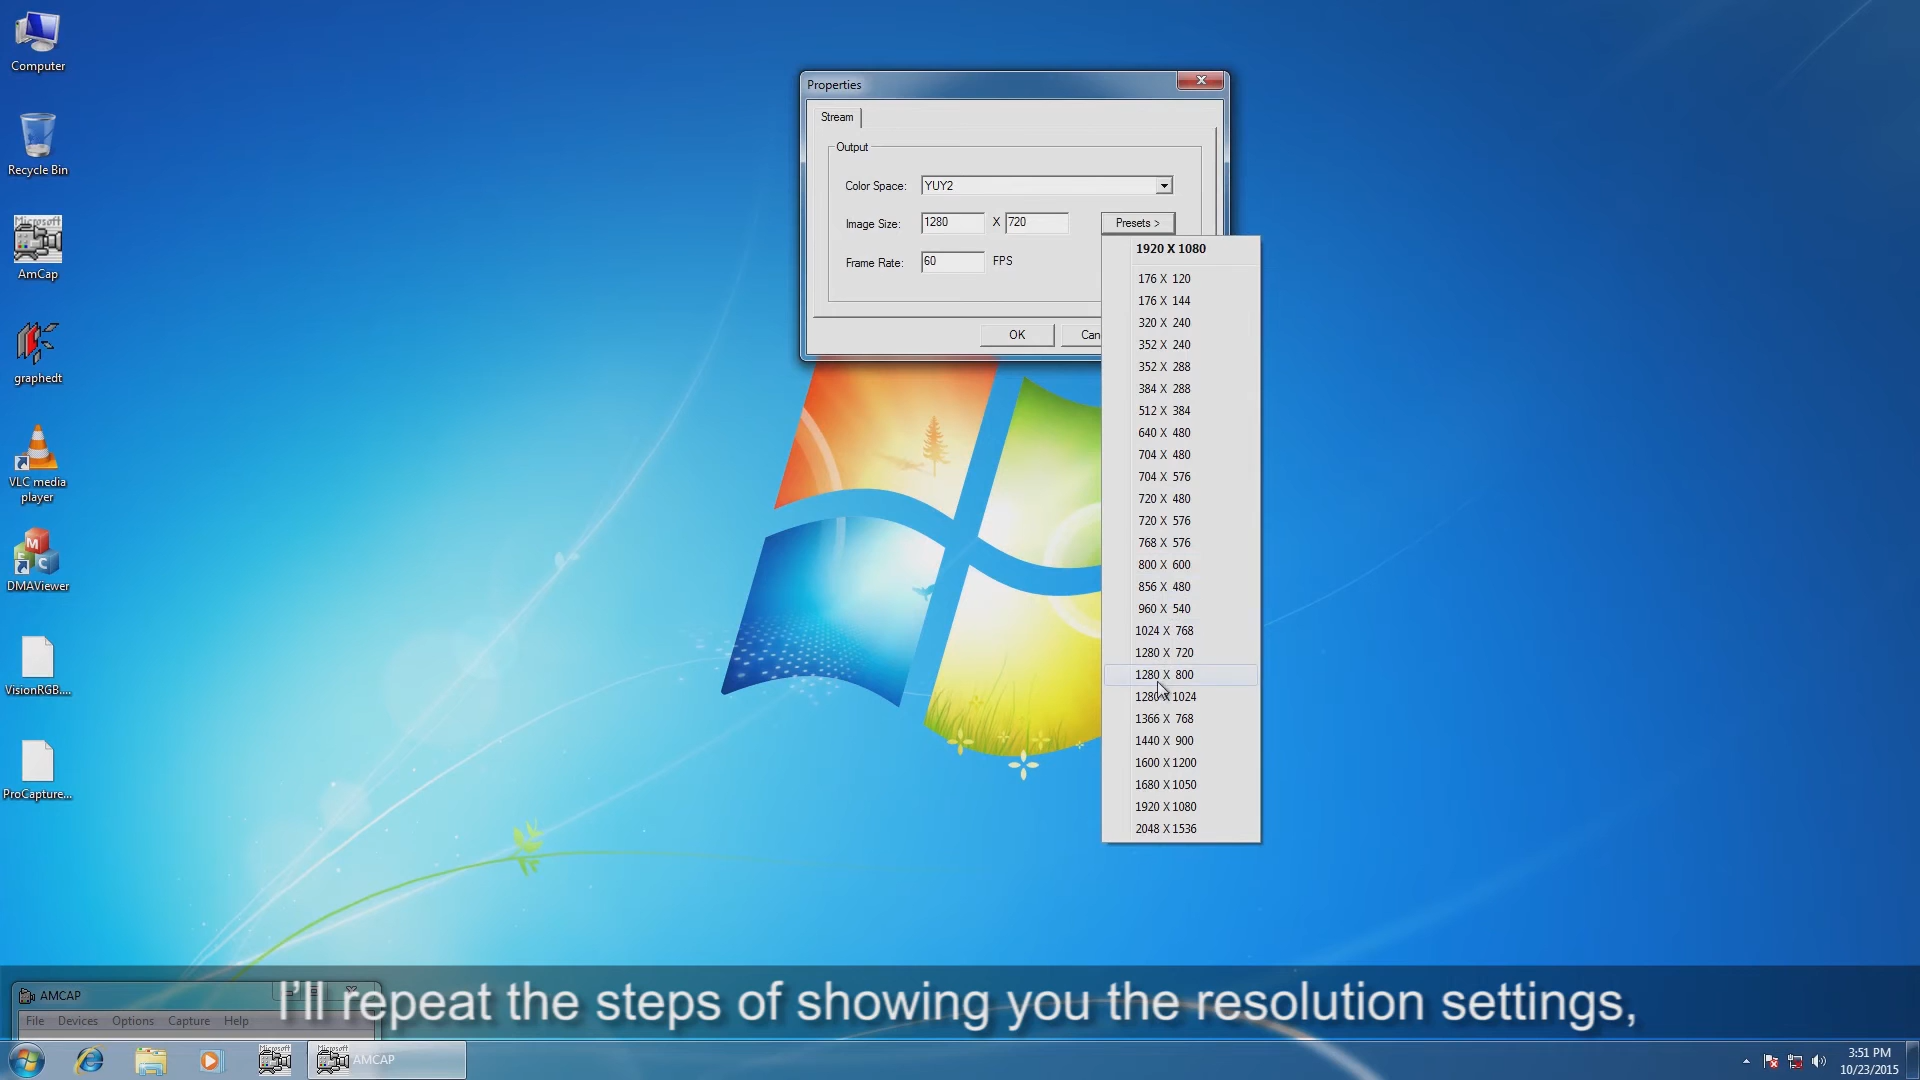 Computer
Recycle Bin
Microsoft
AmCap
graphedt
VLC media
player
DMAViewer
VisionRGB....
ProCapture...
Properties
Stream
Output
Color Space:
YUY2
Image Size:
1280
X
720
Presets >
Frame Rate:
60
FPS
OK
Can
1920 X 1080
176 X 120
176 X 144
320 X 240
352 X 240
352 X 288
384 X 288
512 X 384
640 X 480
704 X 480
704 X 576
720 X 480
720 X 576
768 X 576
800 X 600
856 X 480
960 X 540
1024 X 768
1280 X 720
1280 X 800
1280 X 1024
1366 X 768
1440 X 900
1600 X 1200
1680 X 1050
1920 X 1080
2048 X 1536
AMCAP
File Devices Options Capture Help
I'll repeat the steps of showing you the resolution settings,
Microsoft
Microsoft
AMCAP
3:51 PM
10/23/2015